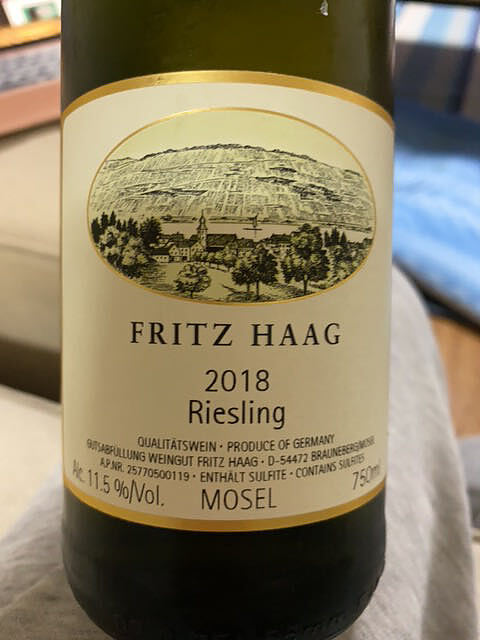 FRITZ HAAG
2018
Riesling
QUALITÄTSWEIN · PRODUCE OF GERMANY
GUTSABFÜLLUNG WEINGUT FRITZ HAAG · D-54472 BRAUNEBERG/MOSEL
A.P.NR. 25770500119 · ENTHÄLT SULFITE · CONTAINS SULFITES
Alc. 11.5 %/Vol. MOSEL 750ml